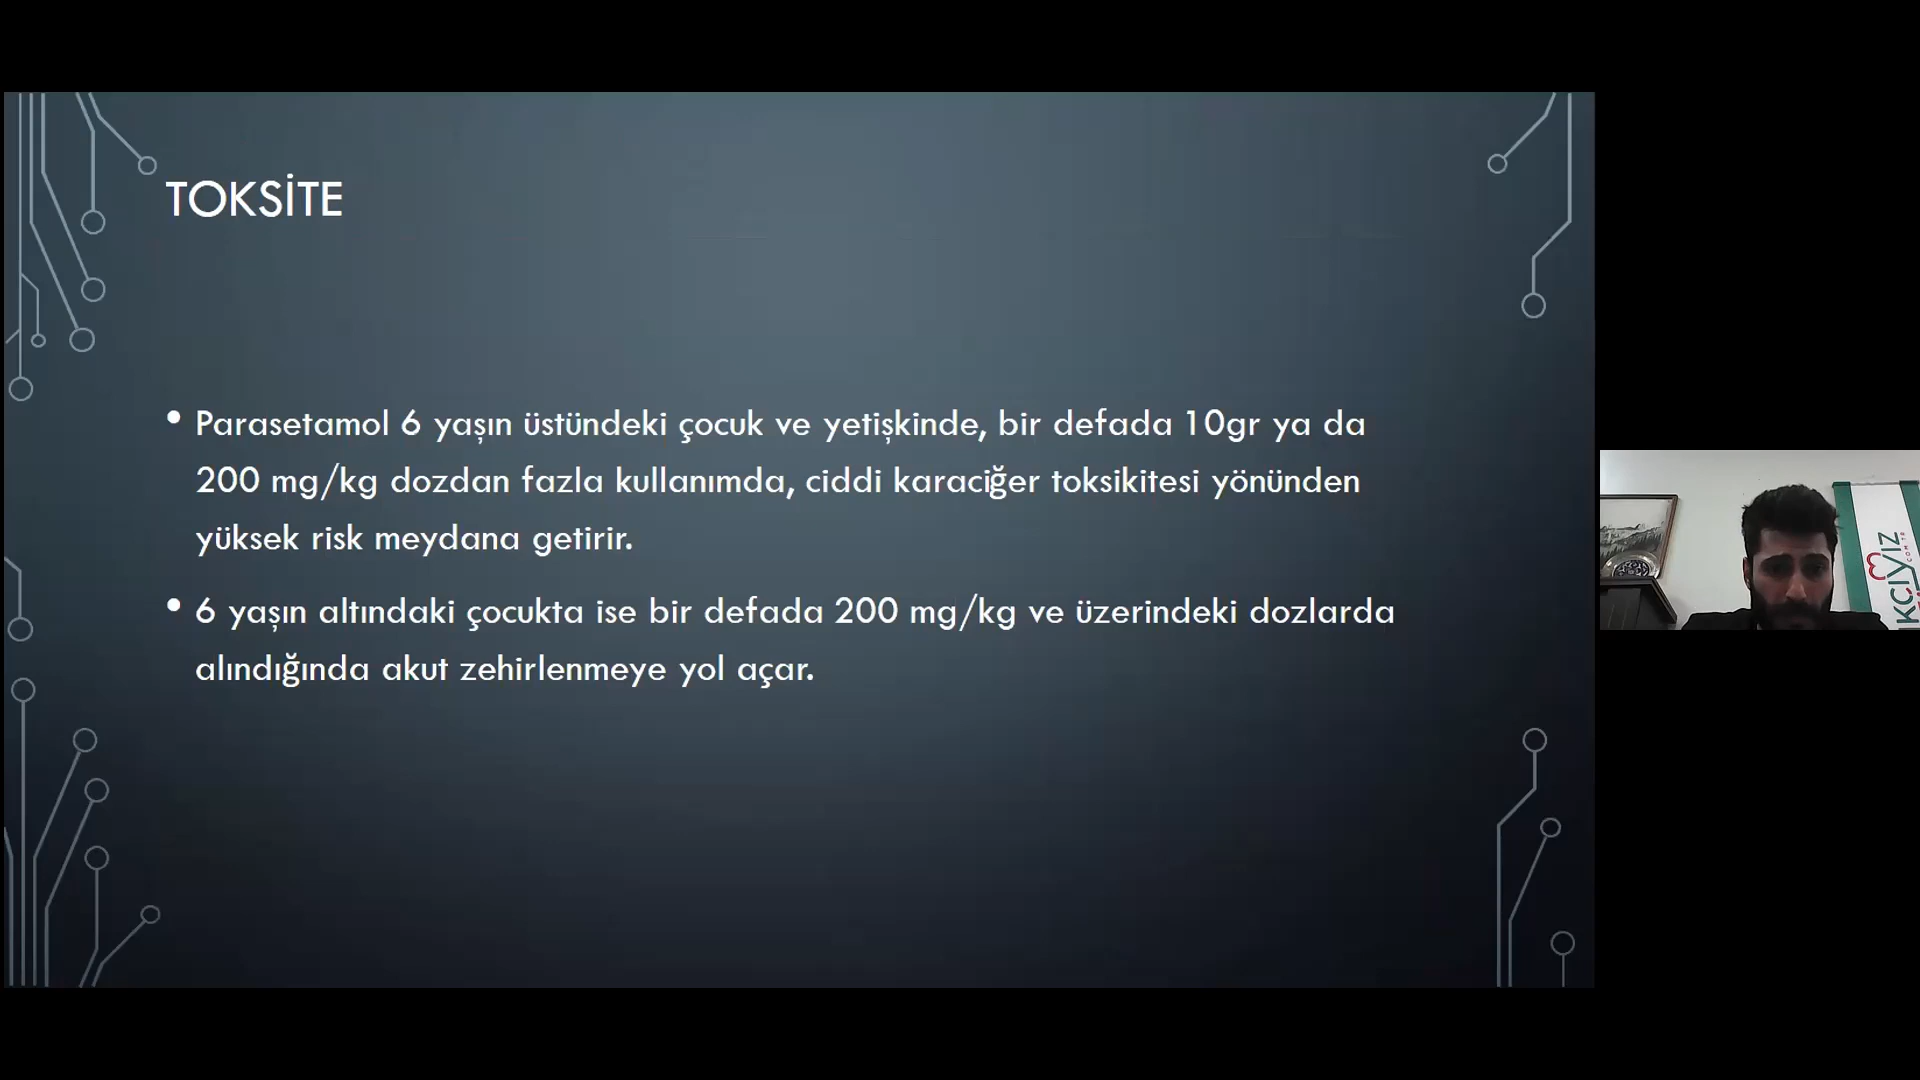 TOKSİTE
• Parasetamol 6 yaşın üstündeki çocuk ve yetişkinde, bir defada 10gr ya da
200 mg/kg dozdan fazla kullanımda, ciddi karaciğer toksikitesi yönünden
yüksek risk meydana getirir.
• 6 yaşın altındaki çocukta ise bir defada 200 mg/kg ve üzerindeki dozlarda
alındığında akut zehirlenmeye yol açar.
KCIYIZ